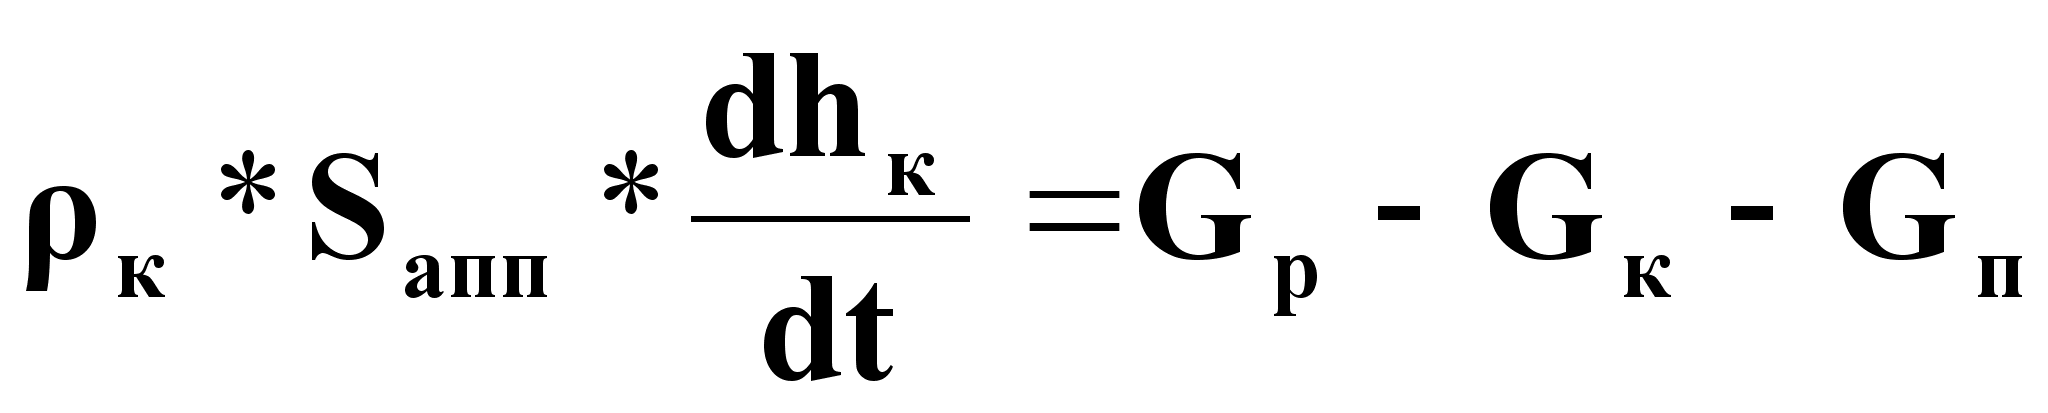 ρк * Sапп * dhк/dt = Gр - Gк - Gп